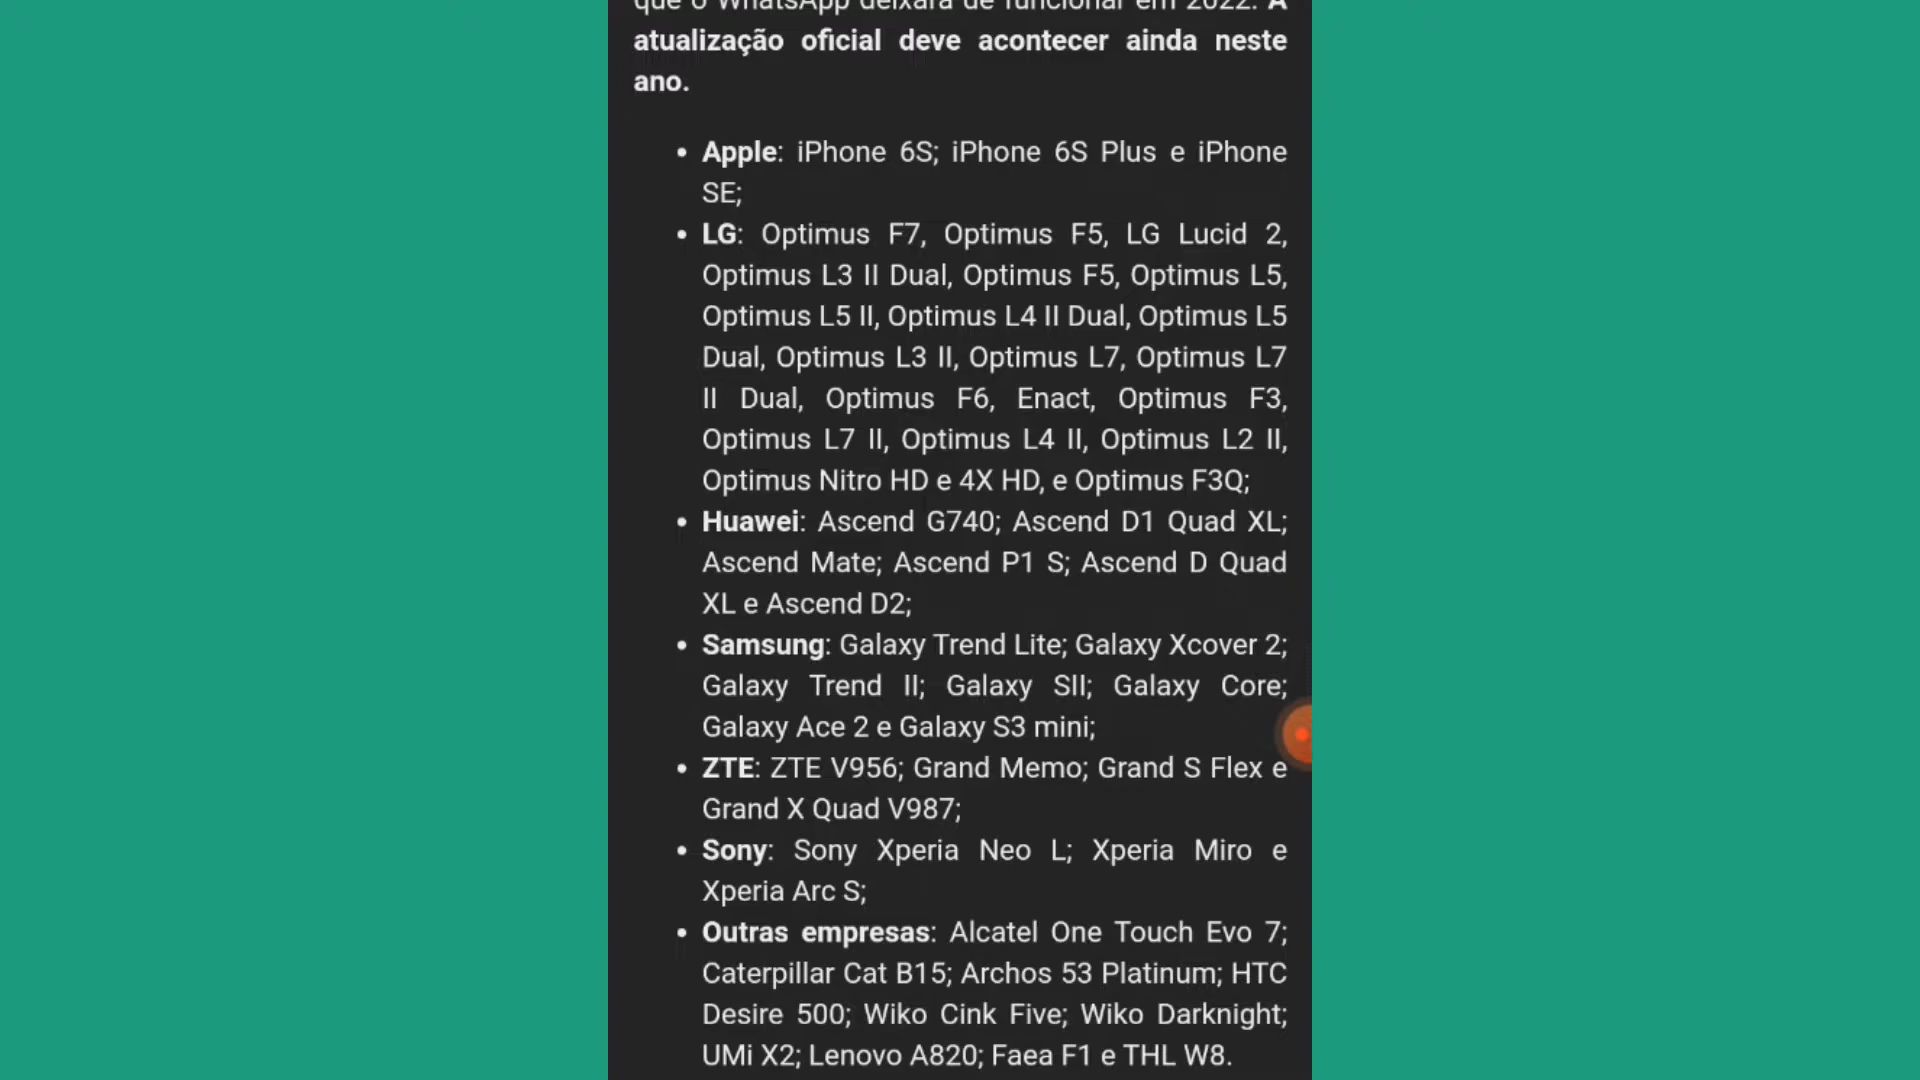 que o WhatsApp deixará de funcionar em 2022. A
atualização oficial deve acontecer ainda neste
ano.
• Apple: iPhone 6S; iPhone 6S Plus e iPhone
SE;
• LG: Optimus F7, Optimus F5, LG Lucid 2,
Optimus L3 II Dual, Optimus F5, Optimus L5,
Optimus L5 II, Optimus L4 II Dual, Optimus L5
Dual, Optimus L3 II, Optimus L7, Optimus L7
II Dual, Optimus F6, Enact, Optimus F3,
Optimus L7 II, Optimus L4 II, Optimus L2 II,
Optimus Nitro HD e 4X HD, e Optimus F3Q;
• Huawei: Ascend G740; Ascend D1 Quad XL;
Ascend Mate; Ascend P1 S; Ascend D Quad
XL e Ascend D2;
• Samsung: Galaxy Trend Lite; Galaxy Xcover 2;
Galaxy Trend II; Galaxy SII; Galaxy Core;
Galaxy Ace 2 e Galaxy S3 mini;
• ZTE: ZTE V956; Grand Memo; Grand S Flex e
Grand X Quad V987;
• Sony: Sony Xperia Neo L; Xperia Miro e
Xperia Arc S;
• Outras empresas: Alcatel One Touch Evo 7;
Caterpillar Cat B15; Archos 53 Platinum; HTC
Desire 500; Wiko Cink Five; Wiko Darknight;
UMi X2; Lenovo A820; Faea F1 e THL W8.